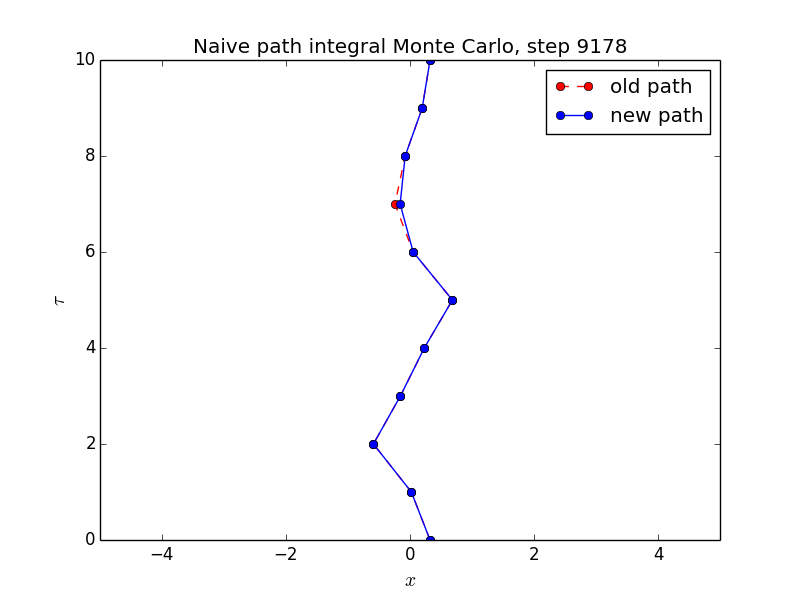 Naive path integral Monte Carlo, step 9178
old path
new path
10
8
6
4
2
0
τ
−4 −2 0 2 4
x